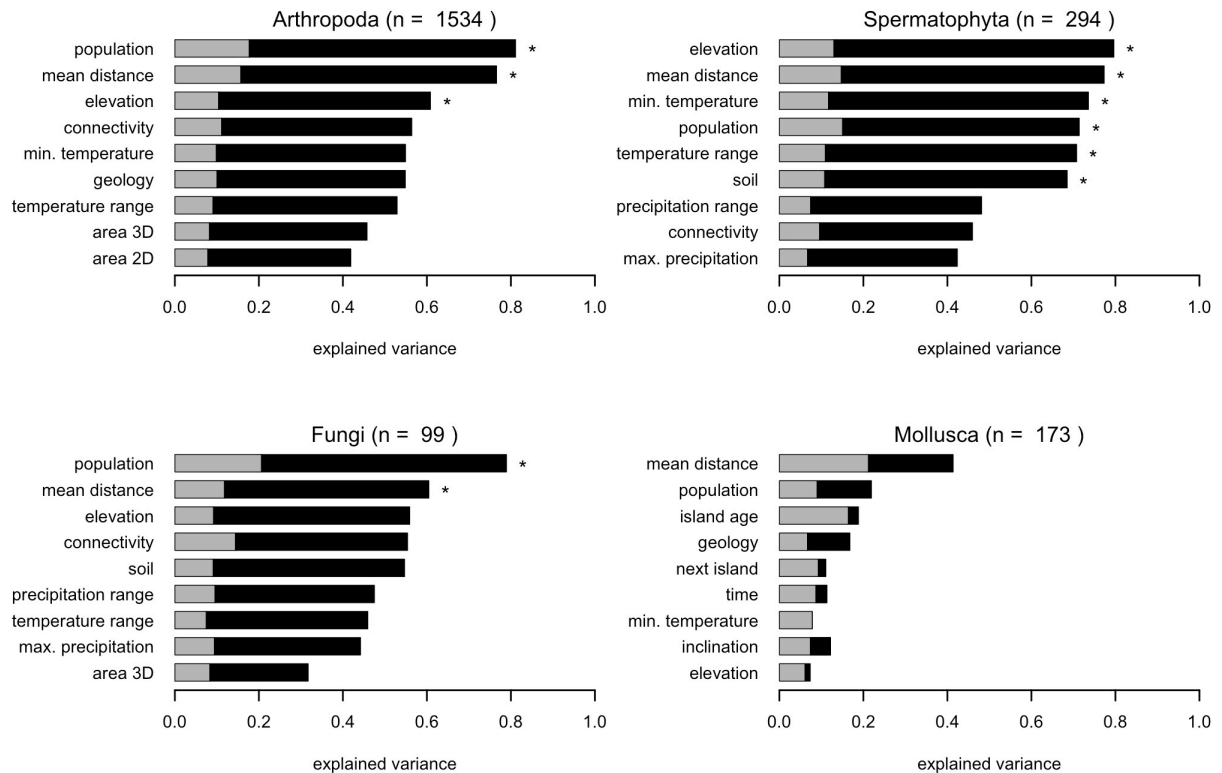 Arthropoda (n = 1534 )
population *
mean distance *
elevation *
connectivity
min. temperature
geology
temperature range
area 3D
area 2D
0.0 0.2 0.4 0.6 0.8 1.0
explained variance
Spermatophyta (n = 294 )
elevation *
mean distance *
min. temperature *
population *
temperature range *
soil *
precipitation range
connectivity
max. precipitation
0.0 0.2 0.4 0.6 0.8 1.0
explained variance
Fungi (n = 99 )
population *
mean distance *
elevation
connectivity
soil
precipitation range
temperature range
max. precipitation
area 3D
0.0 0.2 0.4 0.6 0.8 1.0
explained variance
Mollusca (n = 173 )
mean distance
population
island age
geology
next island
time
min. temperature
inclination
elevation
0.0 0.2 0.4 0.6 0.8 1.0
explained variance